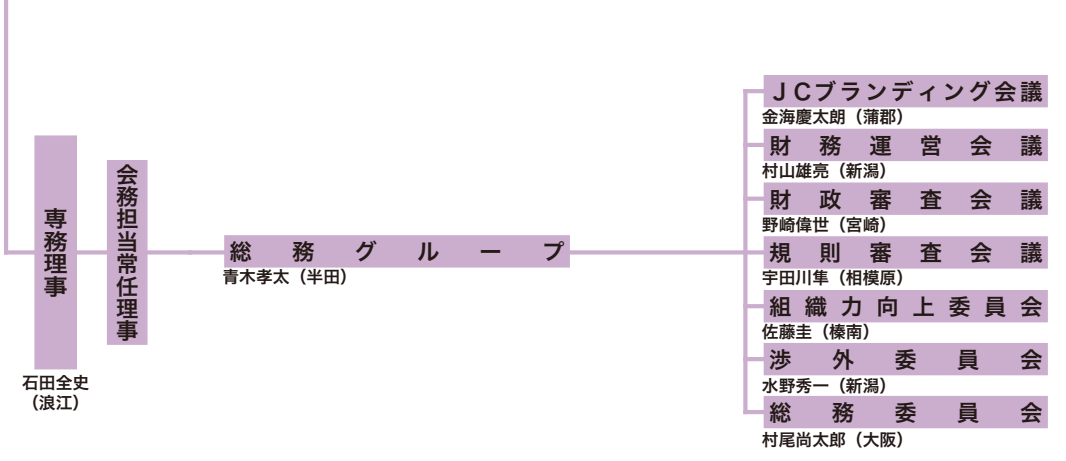 専務理事
石田全史
（浪江）
会務担当常任理事
総務グループ
青木孝太（半田）
ＪＣブランディング会議
金海慶太朗（蒲郡）
財務運営会議
村山雄亮（新潟）
財政審査会議
野崎偉世（宮崎）
規則審査会議
宇田川隼（相模原）
組織力向上委員会
佐藤圭（榛南）
渉外委員会
水野秀一（新潟）
総務委員会
村尾尚太郎（大阪）